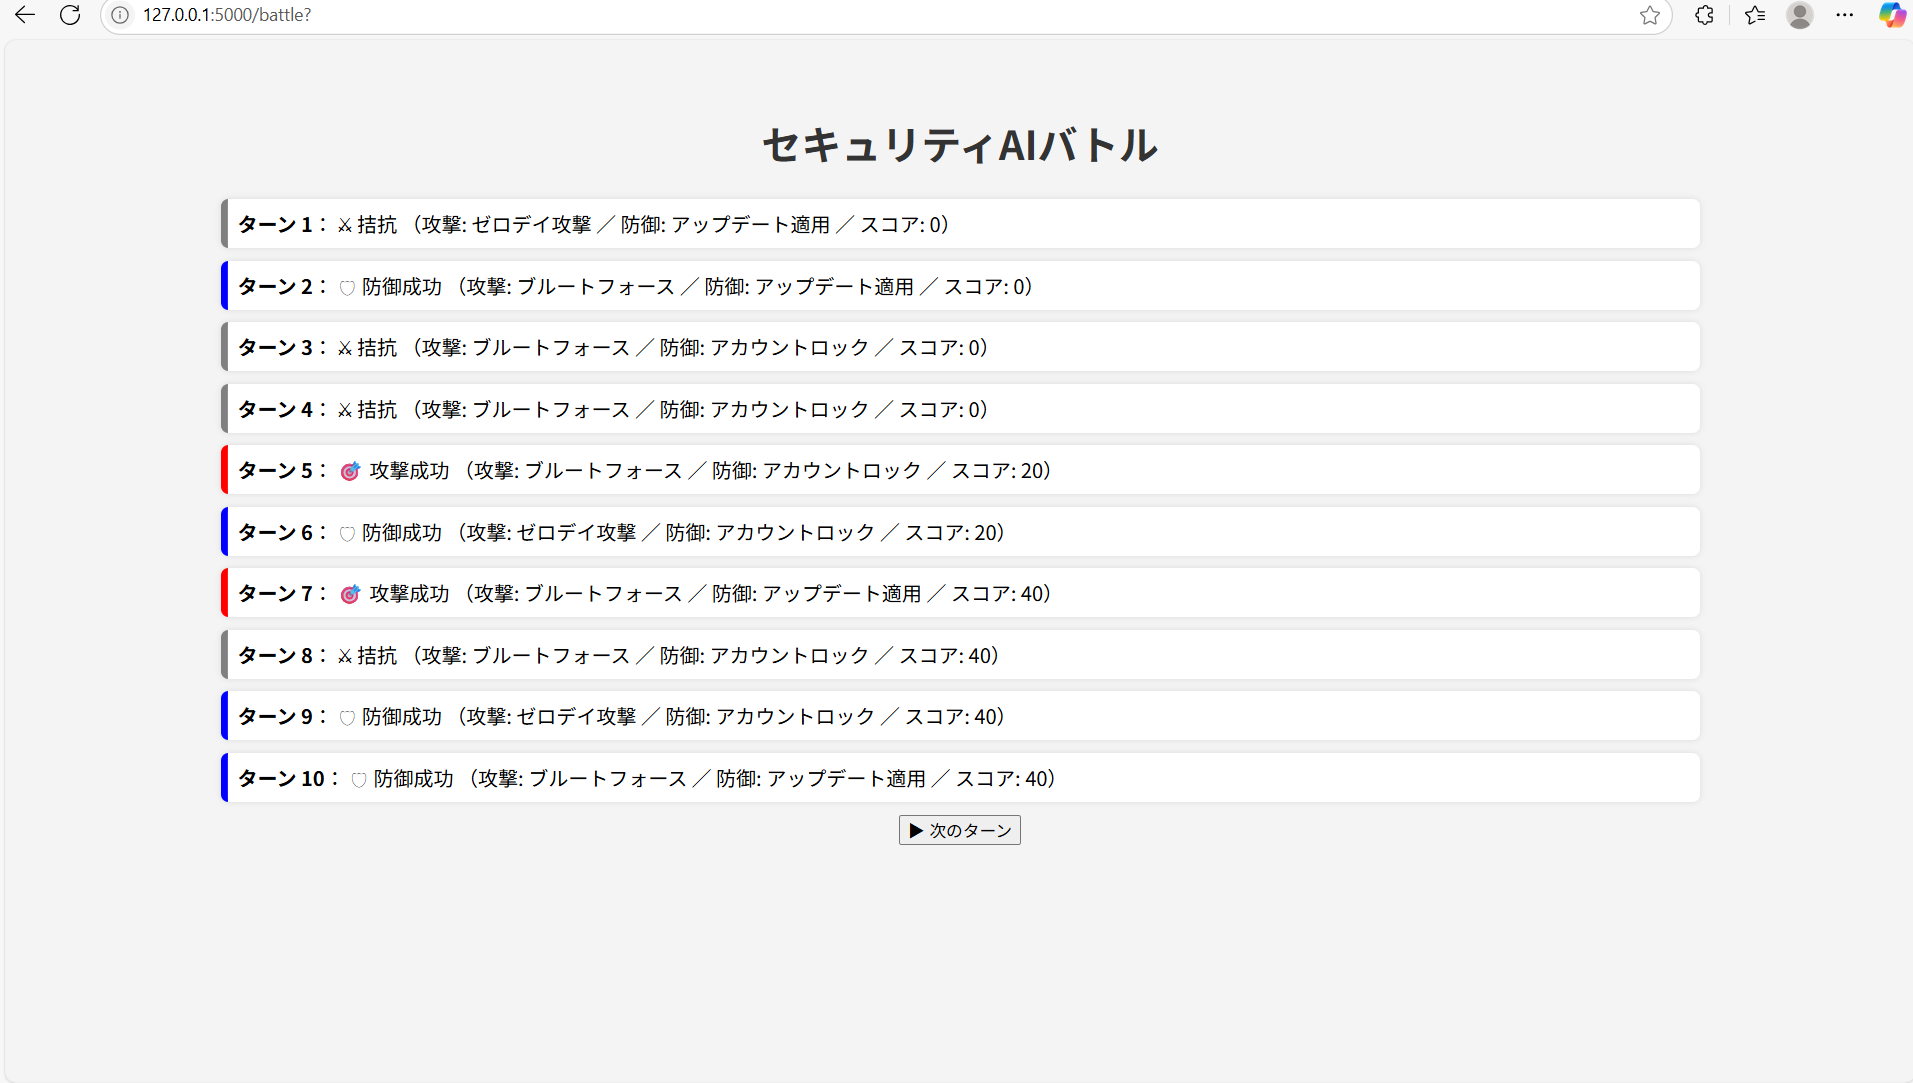 127.0.0.1:5000/battle?
セキュリティAIバトル
ターン 1： ⚔ 拮抗 （攻撃: ゼロデイ攻撃 ／ 防御: アップデート適用 ／ スコア: 0）
ターン 2： 🛡 防御成功 （攻撃: ブルートフォース ／ 防御: アップデート適用 ／ スコア: 0）
ターン 3： ⚔ 拮抗 （攻撃: ブルートフォース ／ 防御: アカウントロック ／ スコア: 0）
ターン 4： ⚔ 拮抗 （攻撃: ブルートフォース ／ 防御: アカウントロック ／ スコア: 0）
ターン 5： 🎯 攻撃成功 （攻撃: ブルートフォース ／ 防御: アカウントロック ／ スコア: 20）
ターン 6： 🛡 防御成功 （攻撃: ゼロデイ攻撃 ／ 防御: アカウントロック ／ スコア: 20）
ターン 7： 🎯 攻撃成功 （攻撃: ブルートフォース ／ 防御: アップデート適用 ／ スコア: 40）
ターン 8： ⚔ 拮抗 （攻撃: ブルートフォース ／ 防御: アカウントロック ／ スコア: 40）
ターン 9： 🛡 防御成功 （攻撃: ゼロデイ攻撃 ／ 防御: アカウントロック ／ スコア: 40）
ターン 10： 🛡 防御成功 （攻撃: ブルートフォース ／ 防御: アップデート適用 ／ スコア: 40）
▶ 次のターン